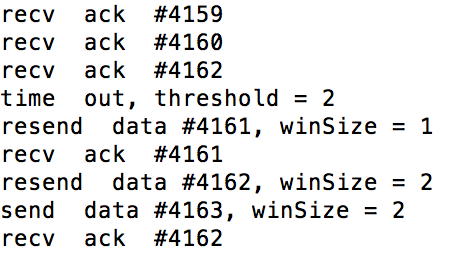 recv  ack  #4159
recv  ack  #4160
recv  ack  #4162
time  out, threshold = 2
resend  data #4161, winSize = 1
recv  ack  #4161
resend  data #4162, winSize = 2
send  data #4163, winSize = 2
recv  ack  #4162